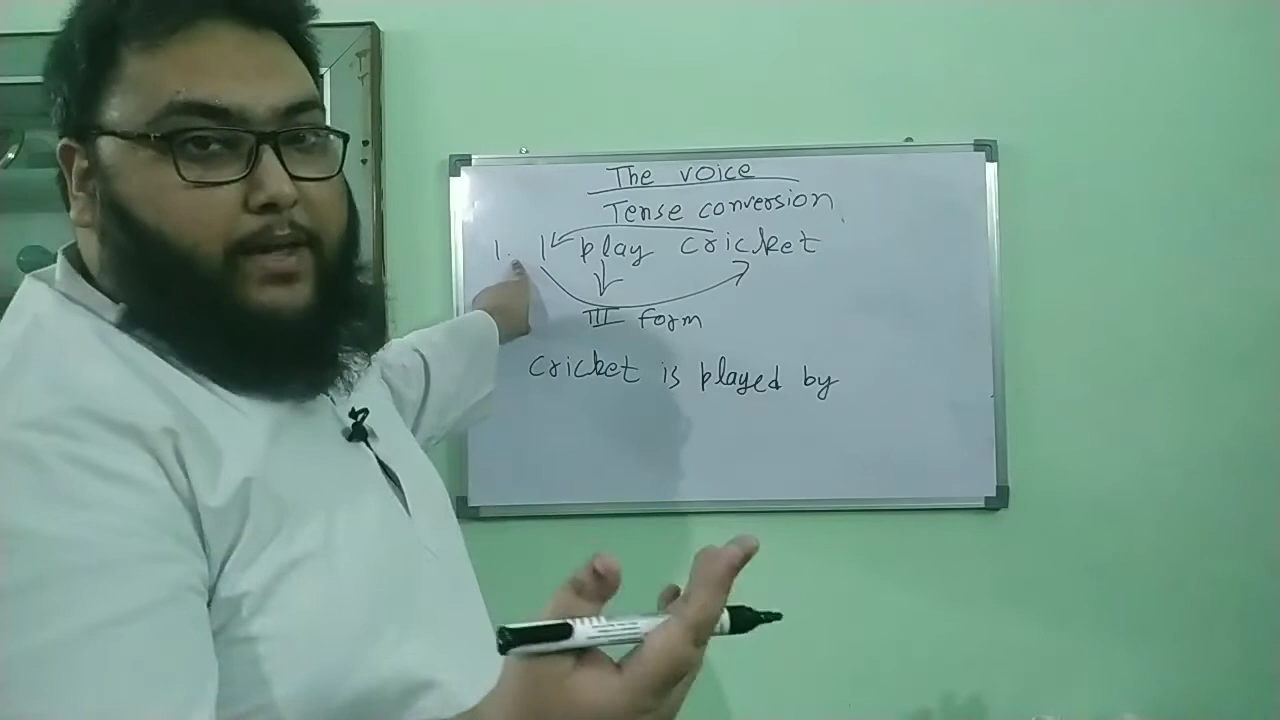 The voice
Tense conversion
1. I play cricket
III form
cricket is played by